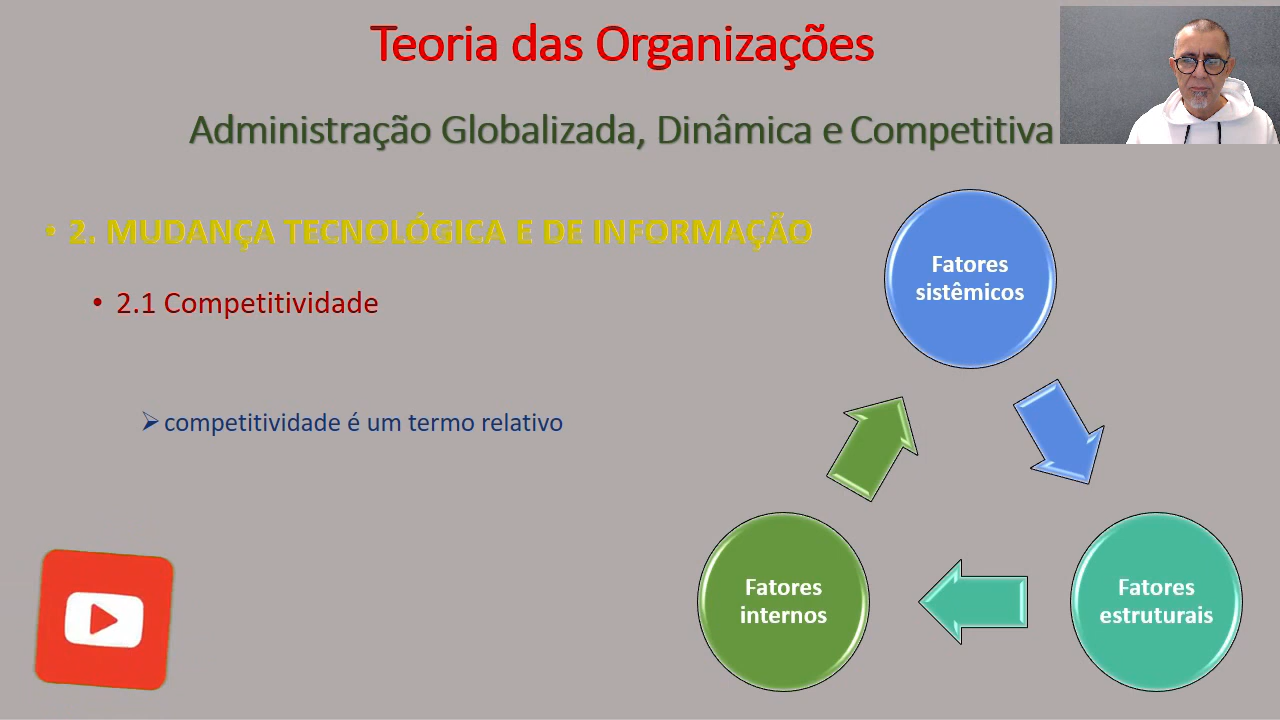 Teoria das Organizações
Administração Globalizada, Dinâmica e Competitiva
• 2. MUDANÇA TECNOLÓGICA E DE INFORMAÇÃO
• 2.1 Competitividade
➢ competitividade é um termo relativo
Fatores
sistêmicos
Fatores
estruturais
Fatores
internos